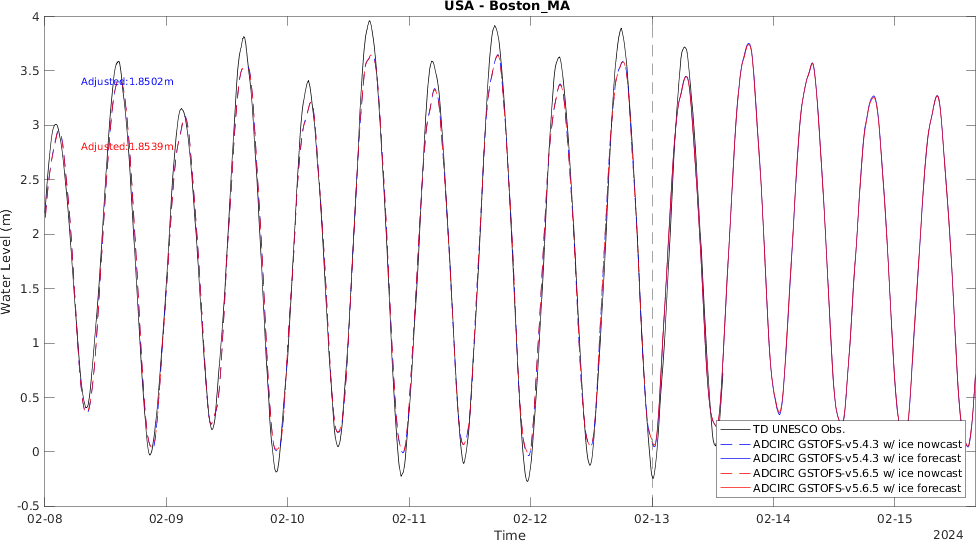 USA - Boston_MA
4
3.5
3
2.5
2
1.5
1
0.5
0
-0.5
Water Level (m)
Adjusted:1.8502m
Adjusted:1.8539m
TD UNESCO Obs.
ADCIRC GSTOFS-v5.4.3 w/ ice nowcast
ADCIRC GSTOFS-v5.4.3 w/ ice forecast
ADCIRC GSTOFS-v5.6.5 w/ ice nowcast
ADCIRC GSTOFS-v5.6.5 w/ ice forecast
02-08 02-09 02-10 02-11 02-12 02-13 02-14 02-15
Time
2024